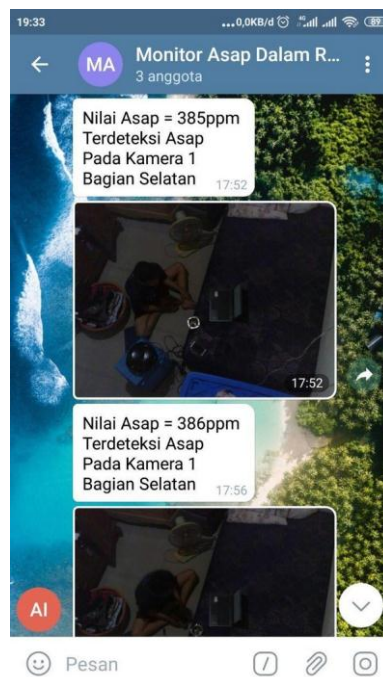 19:33
...0,0KB/d
89
MA
Monitor Asap Dalam R...
3 anggota
Nilai Asap = 385ppm
Terdeteksi Asap
Pada Kamera 1
Bagian Selatan
17:52
17:52
Nilai Asap = 386ppm
Terdeteksi Asap
Pada Kamera 1
Bagian Selatan
17:56
AI
Pesan